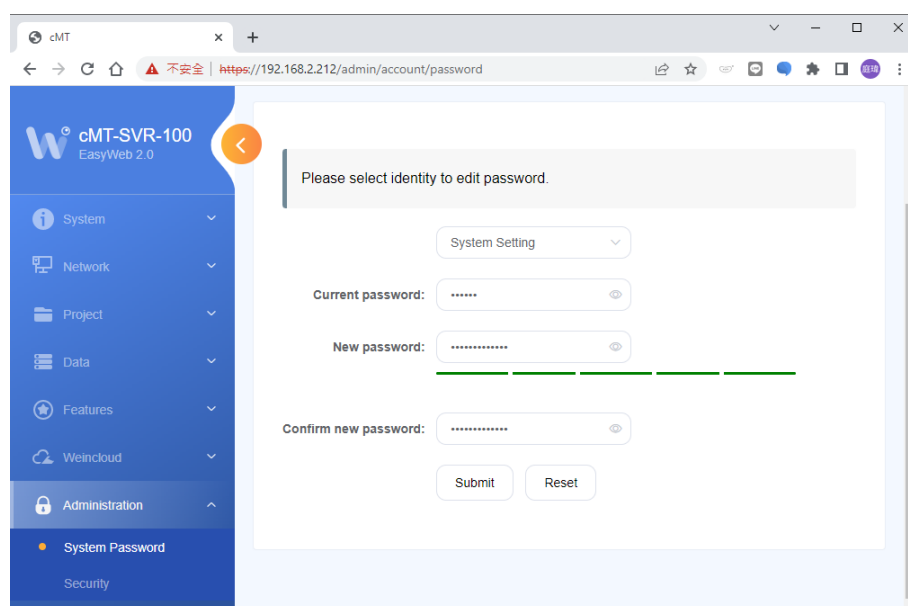 cMT
不安全 | https://192.168.2.212/admin/account/password
庭瑋
cMT-SVR-100
EasyWeb 2.0
System
Network
Project
Data
Features
Weincloud
Administration
System Password
Security
Please select identity to edit password.
System Setting
Current password: ••••••
New password: •••••••••••••
Confirm new password: •••••••••••••
Submit Reset